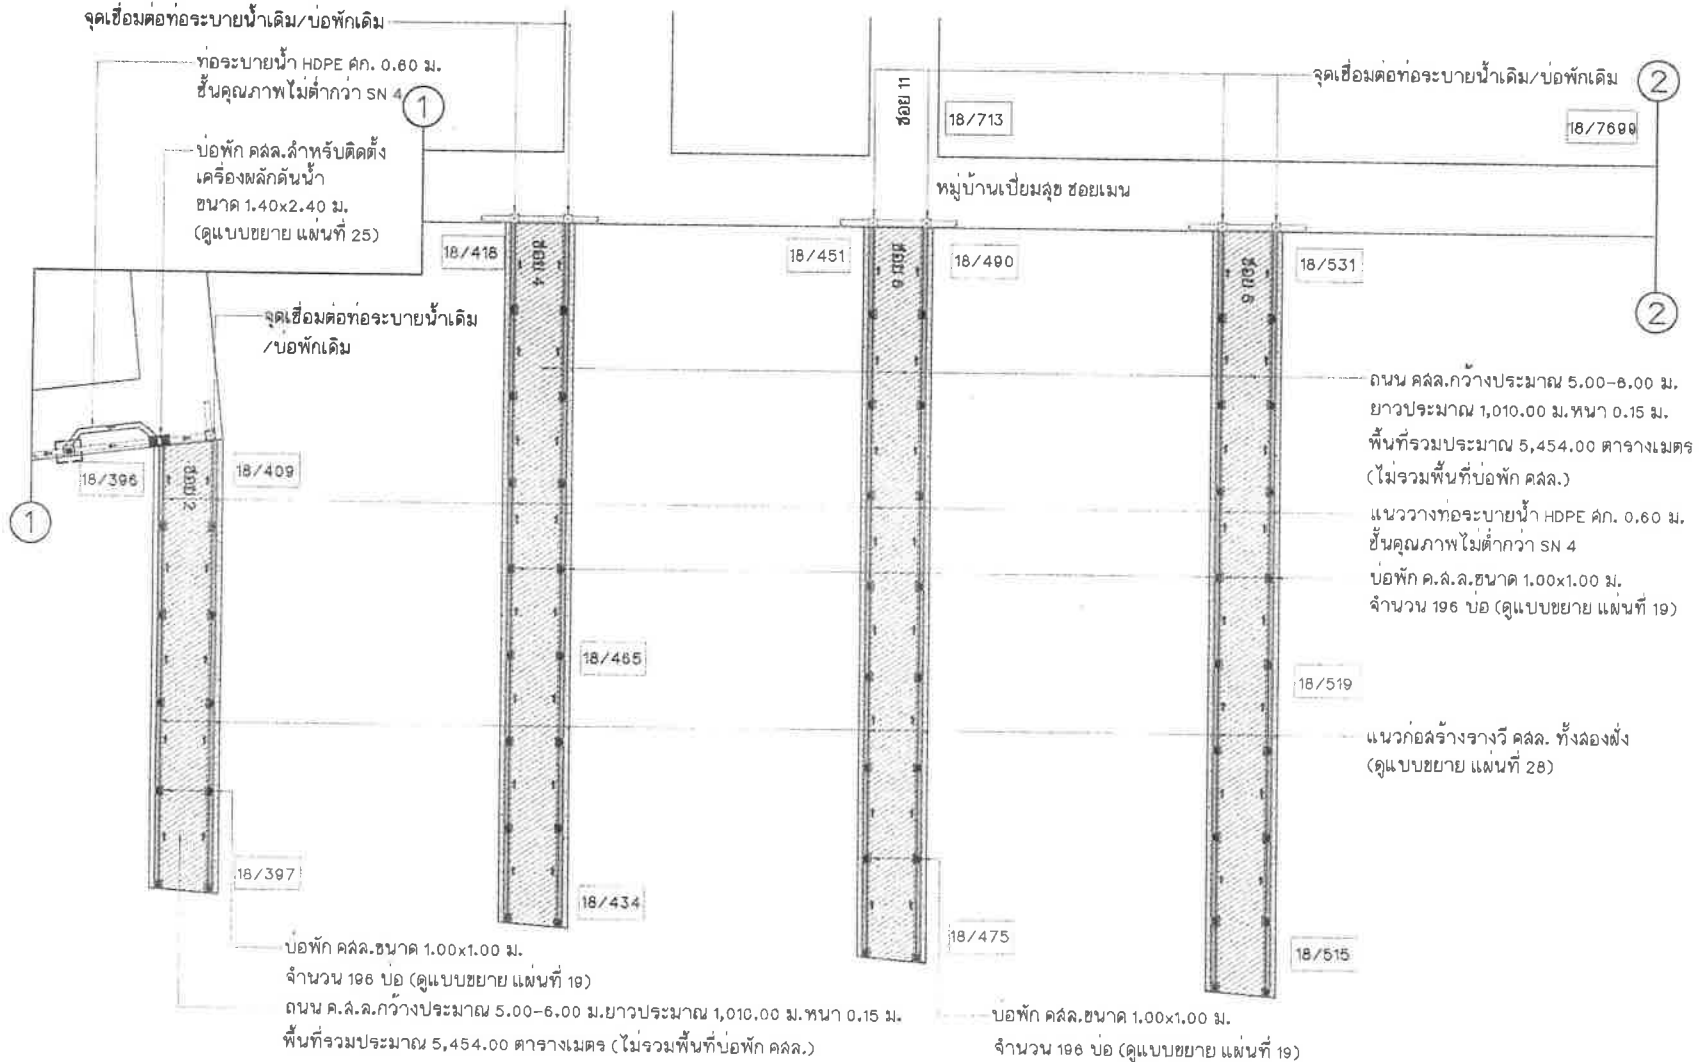 จุดเชื่อมต่อท่อระบายน้ำเดิม/บ่อพักเดิม
ท่อระบายน้ำ HDPE ศก. 0.60 ม.
ชั้นคุณภาพไม่ต่ำกว่า SN 4
1
บ่อพัก คสล.สำหรับติดตั้ง
เครื่องผลักดันน้ำ
ขนาด 1.40x2.40 ม.
(ดูแบบขยาย แผ่นที่ 25)
จุดเชื่อมต่อท่อระบายน้ำเดิม/บ่อพักเดิม
2
ซอย 11
18/713
18/7699
หมู่บ้านเปี่ยมสุข ซอยเมน
18/418
ซอย 4
18/451
ซอย 6
18/490
ซอย 8
18/531
2
จุดเชื่อมต่อท่อระบายน้ำเดิม
/บ่อพักเดิม
ถนน คสล.กว้างประมาณ 5.00-6.00 ม.
ยาวประมาณ 1,010.00 ม.หนา 0.15 ม.
พื้นที่รวมประมาณ 5,454.00 ตารางเมตร
(ไม่รวมพื้นที่บ่อพัก คสล.)
18/396
ซอย 2
18/409
1
แนววางท่อระบายน้ำ HDPE ศก. 0.60 ม.
ชั้นคุณภาพไม่ต่ำกว่า SN 4
บ่อพัก ค.ส.ล.ขนาด 1.00x1.00 ม.
จำนวน 196 บ่อ (ดูแบบขยาย แผ่นที่ 19)
18/465
18/519
แนวก่อสร้างรางวี คสล. ทั้งสองฝั่ง
(ดูแบบขยาย แผ่นที่ 28)
18/397
18/434
18/475
18/515
บ่อพัก คสล.ขนาด 1.00x1.00 ม.
จำนวน 196 บ่อ (ดูแบบขยาย แผ่นที่ 19)
ถนน ค.ส.ล.กว้างประมาณ 5.00-6.00 ม.ยาวประมาณ 1,010.00 ม.หนา 0.15 ม.
พื้นที่รวมประมาณ 5,454.00 ตารางเมตร (ไม่รวมพื้นที่บ่อพัก คสล.)
บ่อพัก คสล.ขนาด 1.00x1.00 ม.
จำนวน 196 บ่อ (ดูแบบขยาย แผ่นที่ 19)